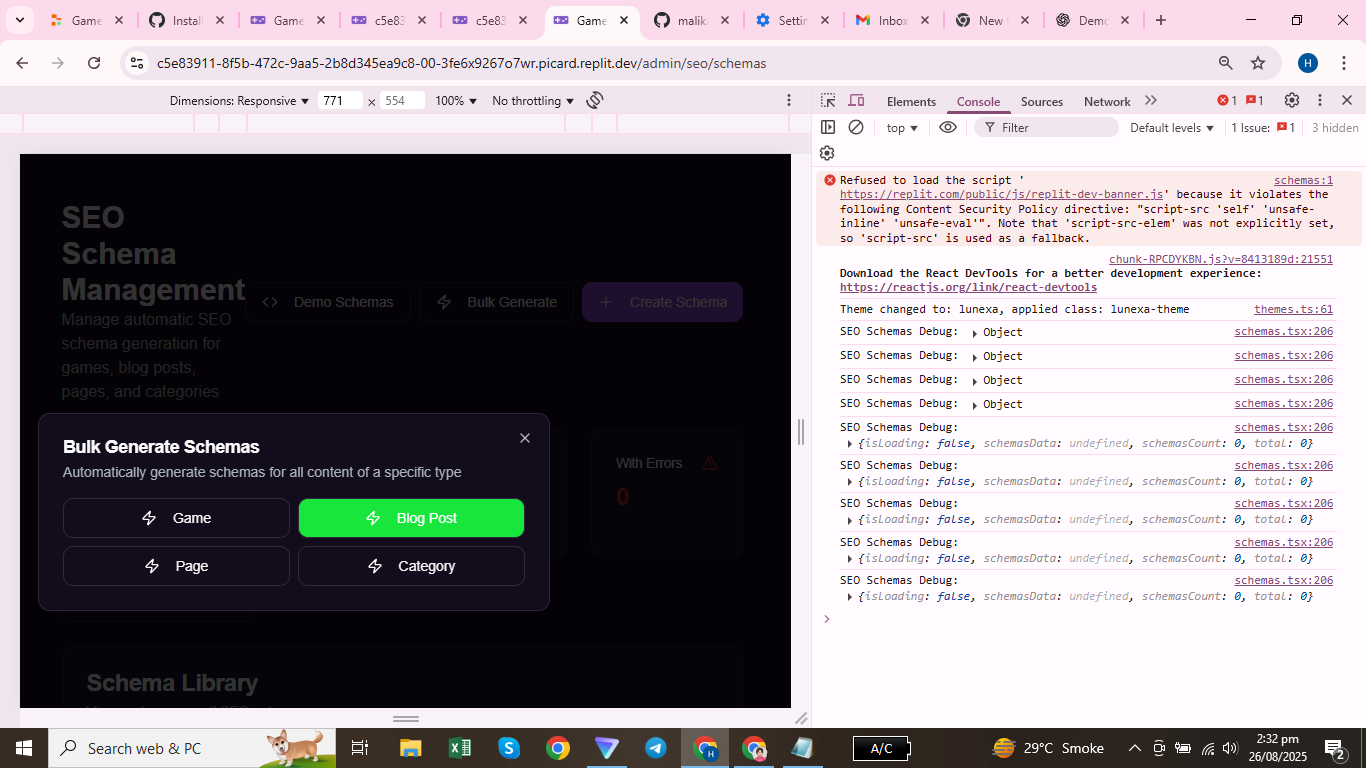 Game
Install
Game
c5e83
c5e83
Game
malik
Settin
Inbox
New
Demo
c5e83911-8f5b-472c-9aa5-2b8d345ea9c8-00-3fe6x9267o7wr.picard.replit.dev/admin/seo/schemas
H
Dimensions: Responsive
771
×
554
100%
No throttling
Elements
Console
Sources
Network
1
1
top
Filter
Default levels
1 Issue:
1
3 hidden
SEO
Schema
Management
Manage automatic SEO
schema generation for
games, blog posts,
pages, and categories
Demo Schemas
Bulk Generate
Create Schema
With Errors
0
Bulk Generate Schemas
Automatically generate schemas for all content of a specific type
Game
Blog Post
Page
Category
Schema Library
Refused to load the script '
schemas:1
https://replit.com/public/js/replit-dev-banner.js' because it violates the
following Content Security Policy directive: "script-src 'self' 'unsafe-
inline' 'unsafe-eval'". Note that 'script-src-elem' was not explicitly set,
so 'script-src' is used as a fallback.
chunk-RPCDYKBN.js?v=8413189d:21551
Download the React DevTools for a better development experience:
https://reactjs.org/link/react-devtools
Theme changed to: lunexa, applied class: lunexa-theme
themes.ts:61
SEO Schemas Debug: Object
schemas.tsx:206
SEO Schemas Debug: Object
schemas.tsx:206
SEO Schemas Debug: Object
schemas.tsx:206
SEO Schemas Debug: Object
schemas.tsx:206
SEO Schemas Debug:
schemas.tsx:206
{isLoading: false, schemasData: undefined, schemasCount: 0, total: 0}
SEO Schemas Debug:
schemas.tsx:206
{isLoading: false, schemasData: undefined, schemasCount: 0, total: 0}
SEO Schemas Debug:
schemas.tsx:206
{isLoading: false, schemasData: undefined, schemasCount: 0, total: 0}
SEO Schemas Debug:
schemas.tsx:206
{isLoading: false, schemasData: undefined, schemasCount: 0, total: 0}
SEO Schemas Debug:
schemas.tsx:206
{isLoading: false, schemasData: undefined, schemasCount: 0, total: 0}
Search web & PC
A/C
29°C Smoke
2:32 pm
26/08/2025
2